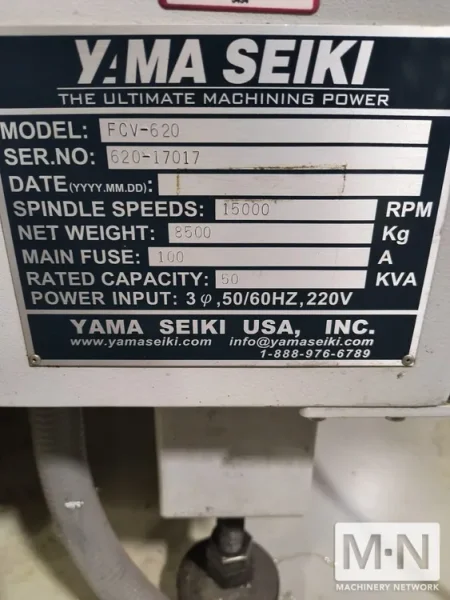 YAMA SEIKI
THE ULTIMATE MACHINING POWER
MODEL: FCV-620
SER.NO: 620-17017
DATE(YYYY.MM.DD):
SPINDLE SPEEDS: 15000 RPM
NET WEIGHT: 8500 Kg
MAIN FUSE: 100 A
RATED CAPACITY: 50 KVA
POWER INPUT: 3φ,50/60HZ,220V
YAMA SEIKI USA, INC.
www.yamaseiki.com info@yamaseiki.com
1-888-976-6789
M·N
MACHINERY NETWORK